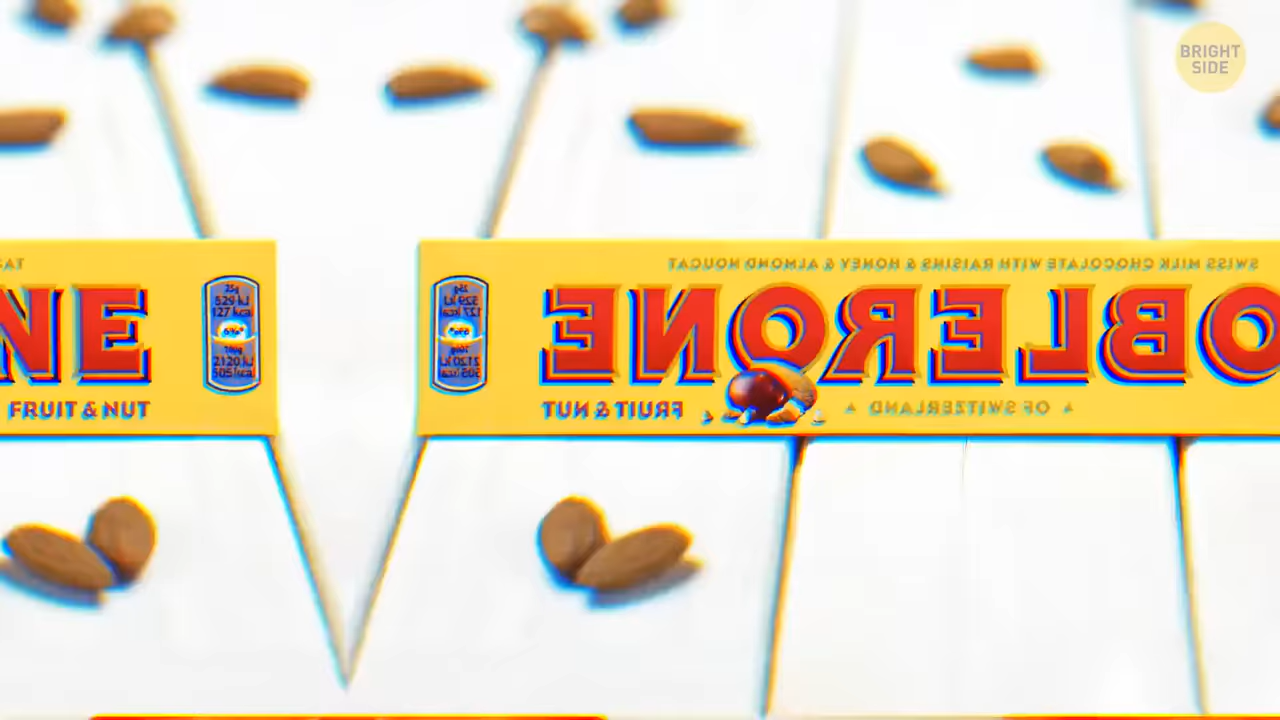 BRIGHT
SIDE
SWISS MILK CHOCOLATE WITH RAISINS & HONEY & ALMOND NOUGAT
NE
OBLERONE
FRUIT & NUT
FRUIT & NUT
OF SWITZERLAND